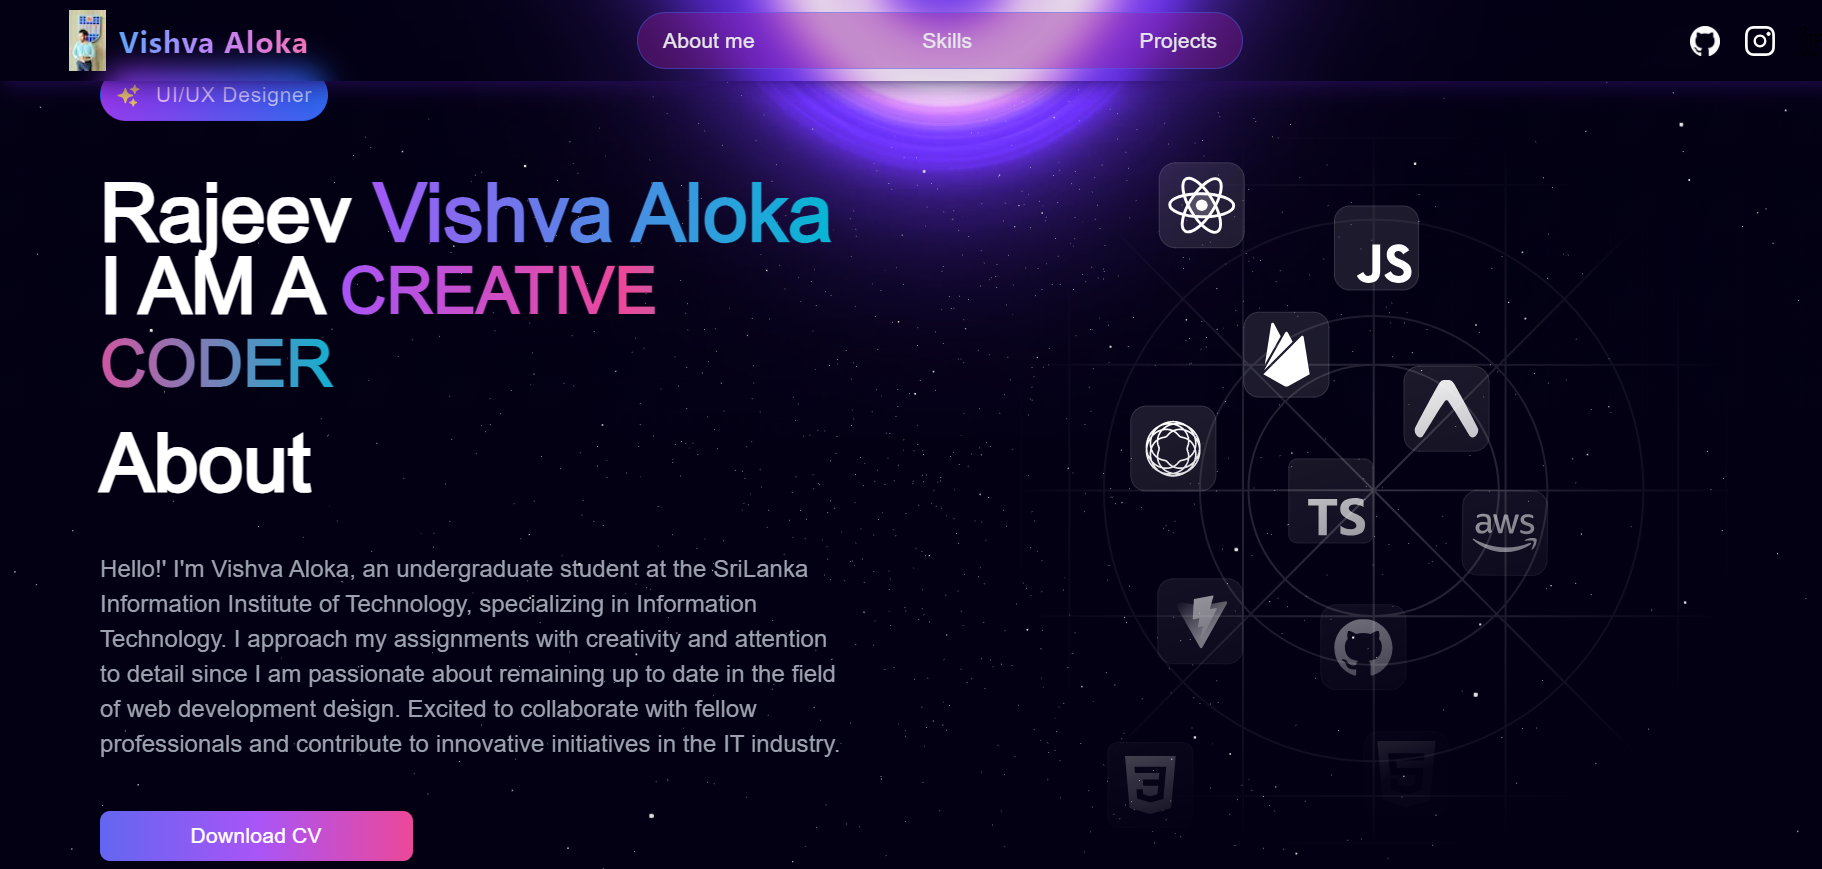 Vishva Aloka
About me
Skills
Projects
UI/UX Designer
Rajeev Vishva Aloka
I AM A CREATIVE
CODER
About
Hello!' I'm Vishva Aloka, an undergraduate student at the SriLanka
Information Institute of Technology, specializing in Information
Technology. I approach my assignments with creativity and attention
to detail since I am passionate about remaining up to date in the field
of web development design. Excited to collaborate with fellow
professionals and contribute to innovative initiatives in the IT industry.
Download CV
JS
TS
aws
3
5